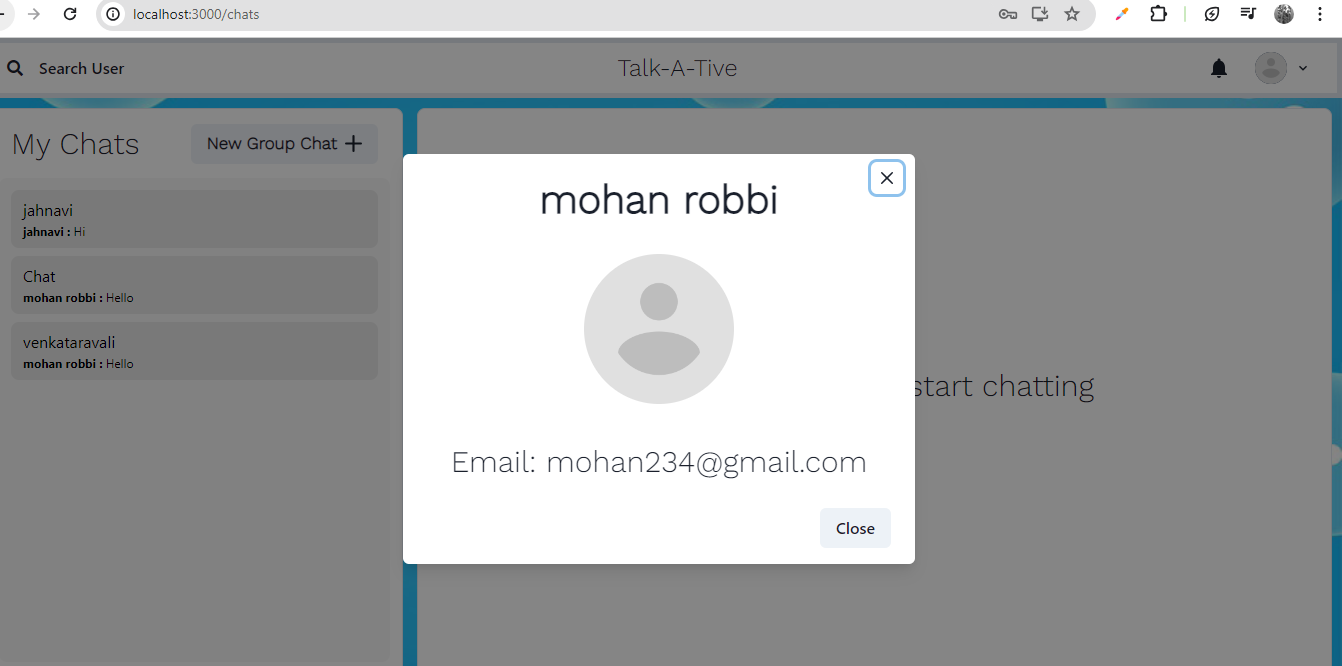 localhost:3000/chats
Search User
Talk-A-Tive
My Chats
New Group Chat
jahnavi
jahnavi : Hi
Chat
mohan robbi : Hello
venkataravali
mohan robbi : Hello
mohan robbi
Email: mohan234@gmail.com
Close
start chatting